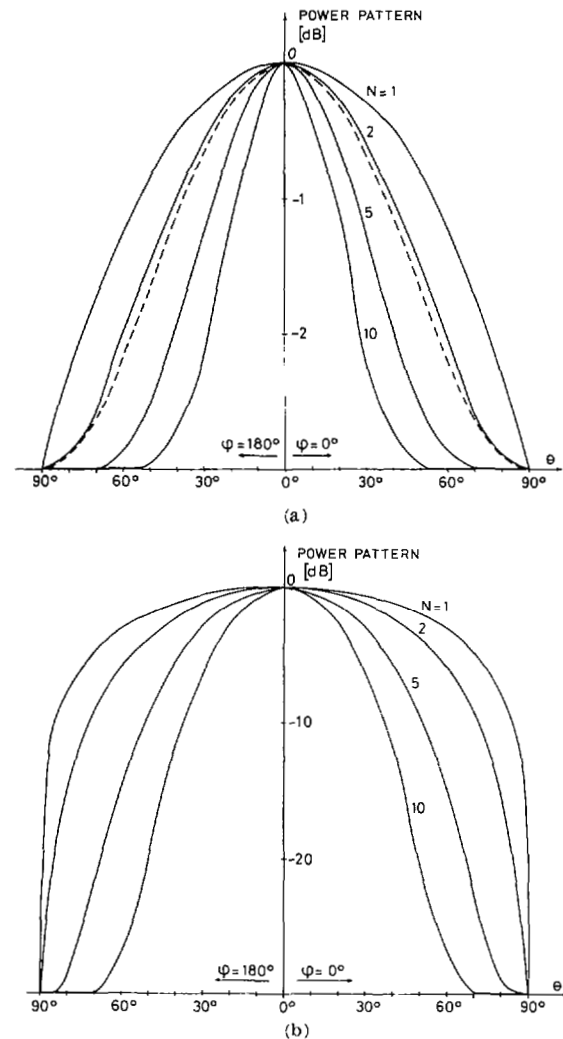 POWER PATTERN
[dB]
0
N=1
2
-1
5
-2
10
φ=180° φ=0°
90° 60° 30° 0° 30° 60° 90° θ
(a)
POWER PATTERN
[dB]
0
N=1
2
5
-10
10
-20
φ=180° φ=0°
90° 60° 30° 0° 30° 60° 90° θ
(b)